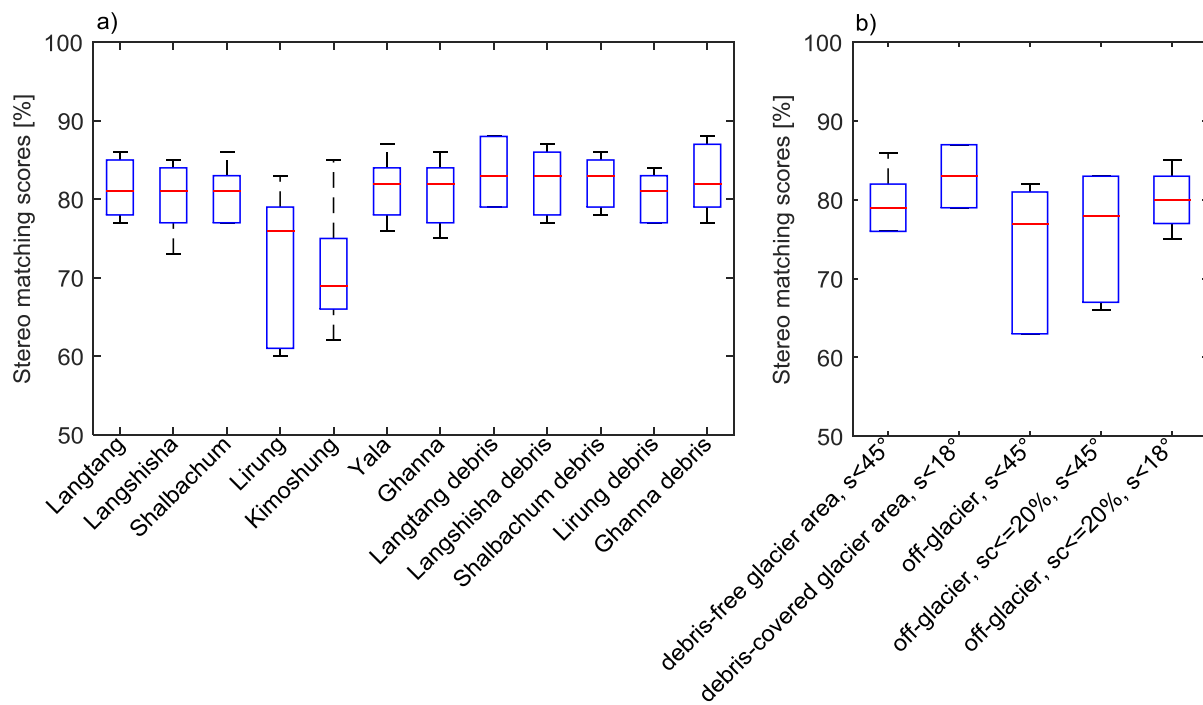 a)
Stereo matching scores [%]
100
90
80
70
60
50
Langtang
Langshisha
Shalbachum
Lirung
Kimoshung
Yala
Ghanna
Langtang debris
Langshisha debris
Shalbachum debris
Lirung debris
Ghanna debris
b)
Stereo matching scores [%]
100
90
80
70
60
50
debris-free glacier area, s<45°
debris-covered glacier area, s<18°
off-glacier, s<45°
off-glacier, sc<=20%, s<45°
off-glacier, sc<=20%, s<18°